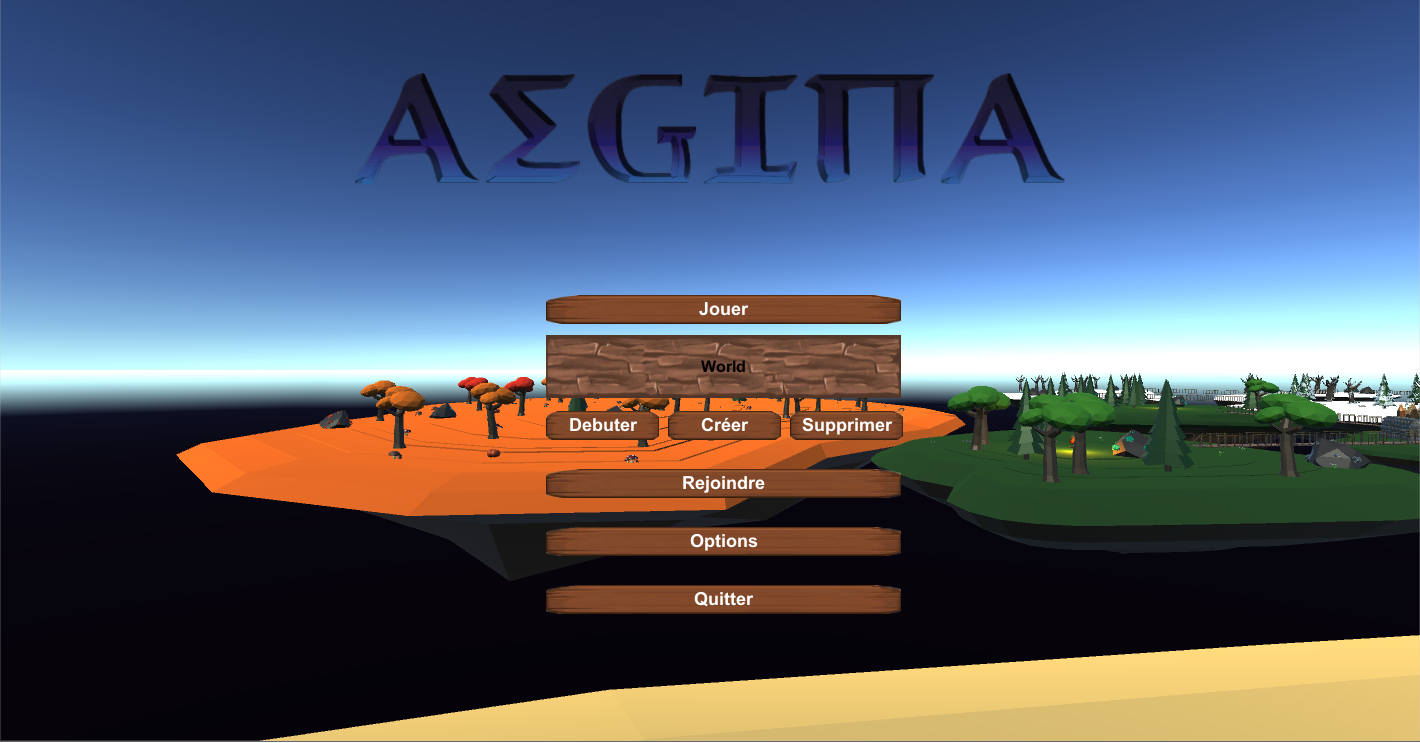 AΣGIΠA
Jouer
World
Debuter Créer Supprimer
Rejoindre
Options
Quitter